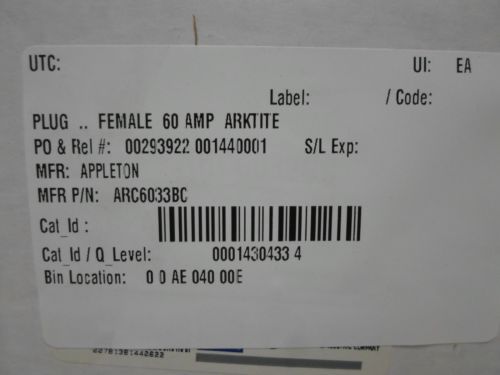 UTC: UI: EA
Label: / Code:
PLUG .. FEMALE 60 AMP ARKTITE
PO & Rel #: 00293922 001440001 S/L Exp:
MFR: APPLETON
MFR P/N: ARC6033BC
Cat_Id :
Cat_Id / Q_Level: 0001430433 4
Bin Location: 0 0 AE 040 00E
COMPANY